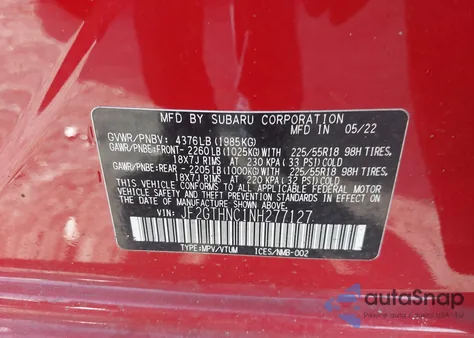 MFD BY SUBARU CORPORATION
MFD IN JAPAN 05/22
GVWR/PNBV: 4376LB (1985KG)
GAWR/PNBE:FRONT- 2260LB (1025KG) WITH 225/55R18 98H TIRES,
18X7J RIMS AT 230 KPA (33 PSI) COLD
GAWR/PNBE:REAR - 2205LB (1000KG) WITH 225/55R18 98H TIRES,
18X7J RIMS AT 220 KPA (32 PSI) COLD
THIS VEHICLE CONFORMS TO ALL APPLICABLE FEDERAL MOTOR
VEHICLE SAFETY, BUMPER, AND THEFT PREVENTION STANDARDS
IN EFFECT ON THE DATE OF MANUFACTURE SHOWN ABOVE.
VIN: JF2GTHNC1NH277127
TYPE:MPV/VTUM ICES/NMB-002
autoSnap